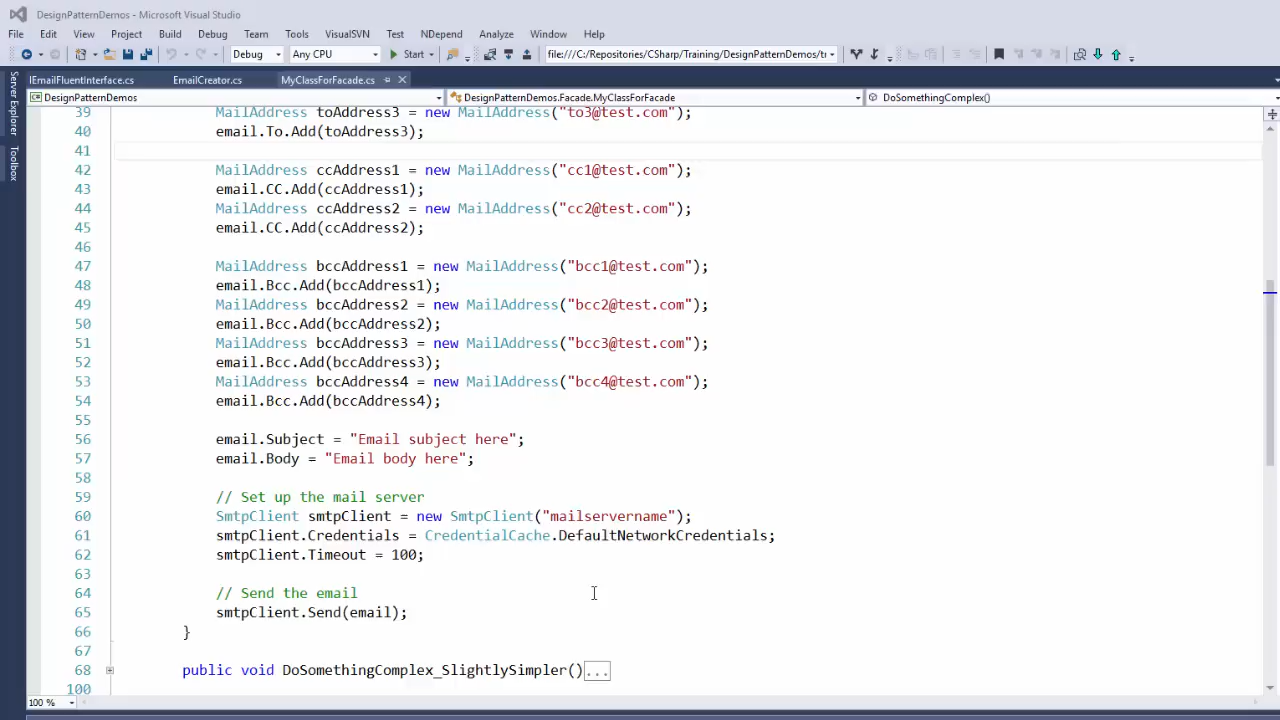 DesignPatternDemos - Microsoft Visual Studio
File Edit View Project Build Debug Team Tools VisualSVN Test NDepend Analyze Window Help
Debug Any CPU Start file:///C:/Repositories/CSharp/Training/DesignPatternDemos/tr
IEmailFluentInterface.cs EmailCreator.cs MyClassForFacade.cs
DesignPatternDemos DesignPatternDemos.Facade.MyClassForFacade DoSomethingComplex()
Server Explorer
Toolbox
39 MailAddress toAddress3 = new MailAddress("to3@test.com");
40 email.To.Add(toAddress3);
41
42 MailAddress ccAddress1 = new MailAddress("cc1@test.com");
43 email.CC.Add(ccAddress1);
44 MailAddress ccAddress2 = new MailAddress("cc2@test.com");
45 email.CC.Add(ccAddress2);
46
47 MailAddress bccAddress1 = new MailAddress("bcc1@test.com");
48 email.Bcc.Add(bccAddress1);
49 MailAddress bccAddress2 = new MailAddress("bcc2@test.com");
50 email.Bcc.Add(bccAddress2);
51 MailAddress bccAddress3 = new MailAddress("bcc3@test.com");
52 email.Bcc.Add(bccAddress3);
53 MailAddress bccAddress4 = new MailAddress("bcc4@test.com");
54 email.Bcc.Add(bccAddress4);
55
56 email.Subject = "Email subject here";
57 email.Body = "Email body here";
58
59 // Set up the mail server
60 SmtpClient smtpClient = new SmtpClient("mailservername");
61 smtpClient.Credentials = CredentialCache.DefaultNetworkCredentials;
62 smtpClient.Timeout = 100;
63
64 // Send the email
65 smtpClient.Send(email);
66 }
67
68 public void DoSomethingComplex_SlightlySimpler()...
100
100 %